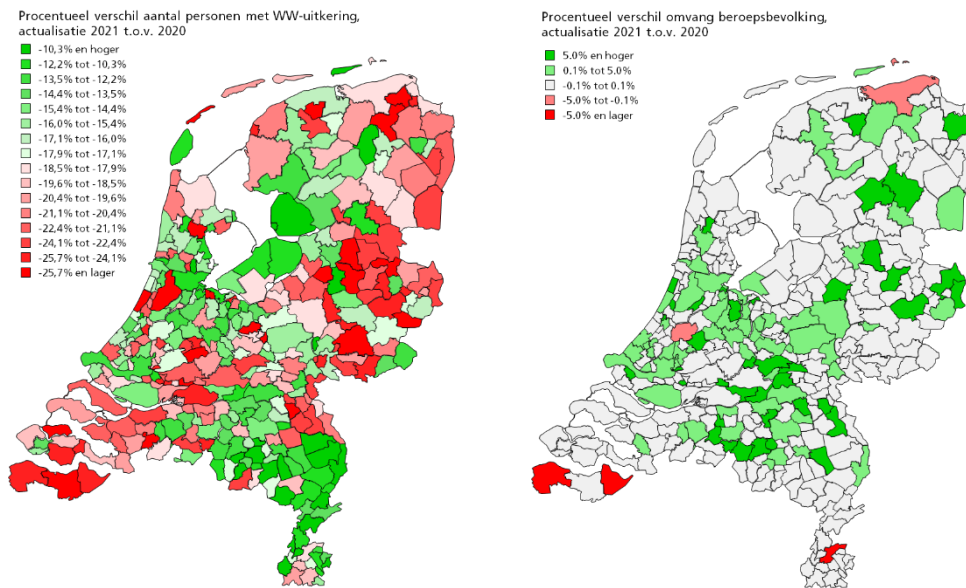 Procentueel verschil aantal personen met WW-uitkering,
actualisatie 2021 t.o.v. 2020
-10,3% en hoger
-12,2% tot -10,3%
-13,5% tot -12,2%
-14,4% tot -13,5%
-15,4% tot -14,4%
-16,0% tot -15,4%
-17,1% tot -16,0%
-17,9% tot -17,1%
-18,5% tot -17,9%
-19,6% tot -18,5%
-20,4% tot -19,6%
-21,1% tot -20,4%
-22,4% tot -21,1%
-24,1% tot -22,4%
-25,7% tot -24,1%
-25,7% en lager
Procentueel verschil omvang beroepsbevolking,
actualisatie 2021 t.o.v. 2020
5.0% en hoger
0.1% tot 5.0%
-0.1% tot 0.1%
-5.0% tot -0.1%
-5.0% en lager